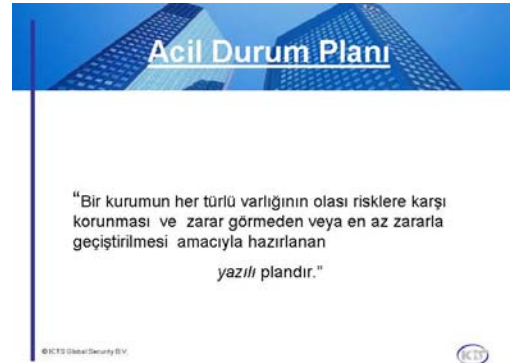 Acil Durum Planı
“Bir kurumun her türlü varlığının olası risklere karşı
korunması ve zarar görmeden veya en az zararla
geçiştirilmesi amacıyla hazırlanan
yazılı plandır."
© ICTS Global Security B.V.
ICTS